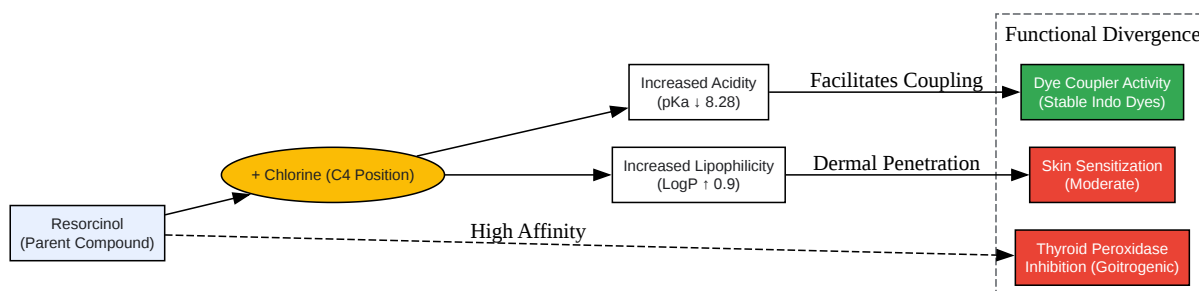 Functional Divergence
Increased Acidity
(pKa ↓ 8.28)
Facilitates Coupling
Dye Coupler Activity
(Stable Indo Dyes)
+ Chlorine (C4 Position)
Increased Lipophilicity
(LogP ↑ 0.9)
Dermal Penetration
Skin Sensitization
(Moderate)
Resorcinol
(Parent Compound)
High Affinity
Thyroid Peroxidase
Inhibition (Goitrogenic)